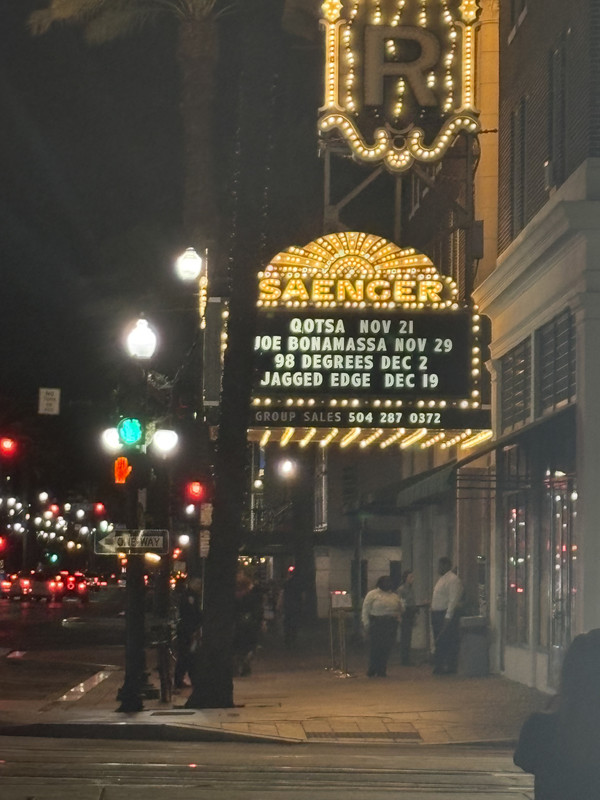 R
SAENGER
QOTSA NOV 21
JOE BONAMASSA NOV 29
98 DEGREES DEC 2
JAGGED EDGE DEC 19
GROUP SALES 504 287 0372
ONE WAY